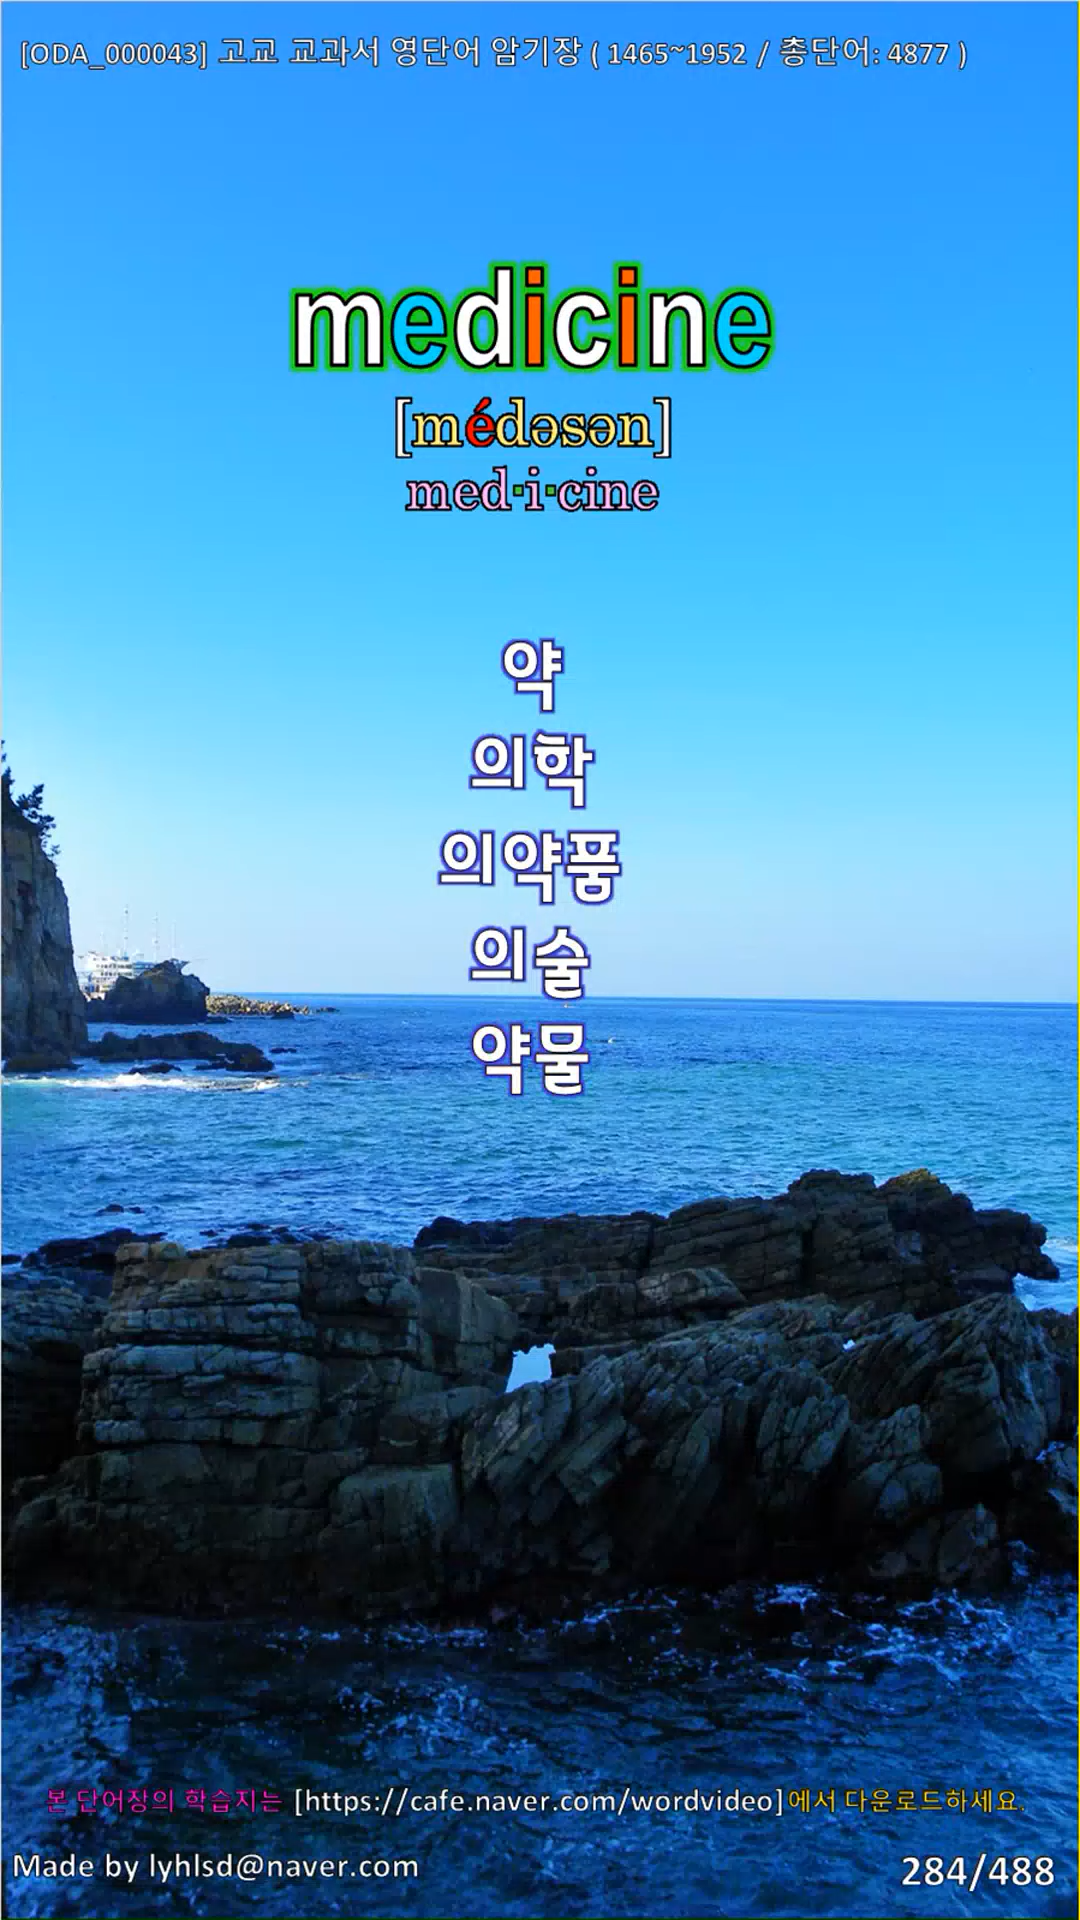 [ODA_000043] 고교 교과서 영단어 암기장 ( 1465~1952 / 총단어: 4877 )
medicine
[médəsən]
med·i·cine
약
의학
의약품
의술
약물
본 단어장의 학습지는 [https://cafe.naver.com/wordvideo]에서 다운로드하세요.
Made by lyhlsd@naver.com
284/488